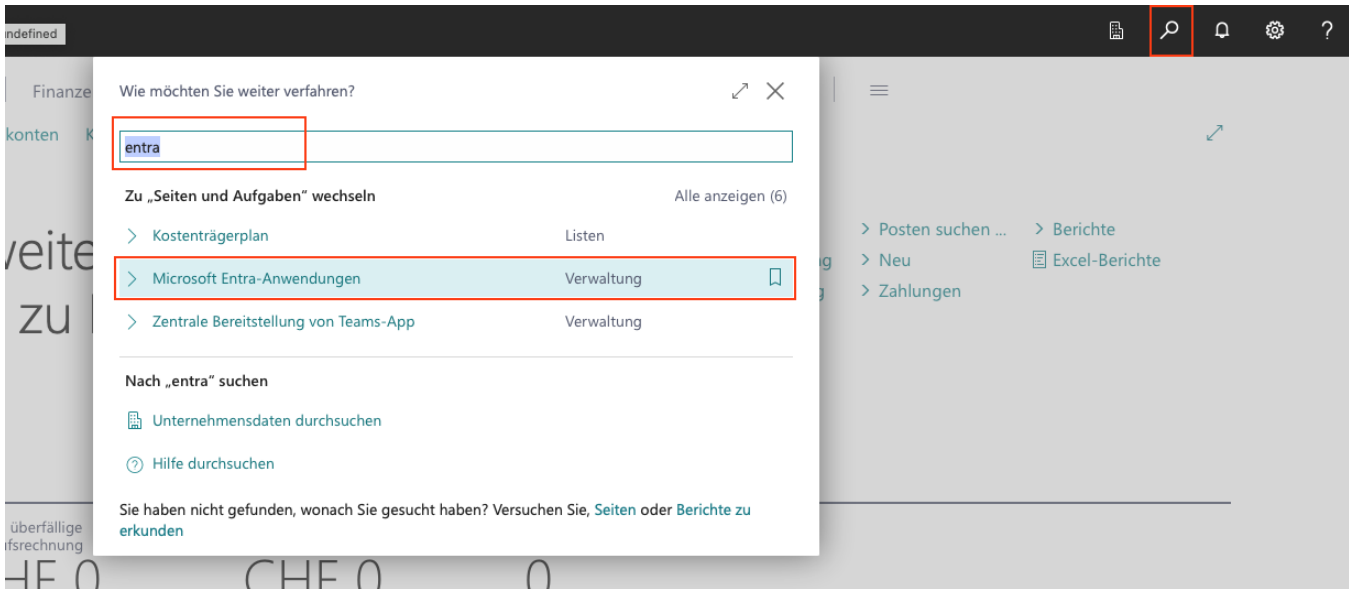 undefined
Finanze
Wie möchten Sie weiter verfahren?
konten K
entra
Zu „Seiten und Aufgaben“ wechseln Alle anzeigen (6)
Kostenträgerplan Listen
Microsoft Entra-Anwendungen Verwaltung
Zentrale Bereitstellung von Teams-App Verwaltung
Nach „entra“ suchen
Unternehmensdaten durchsuchen
Hilfe durchsuchen
Sie haben nicht gefunden, wonach Sie gesucht haben? Versuchen Sie, Seiten oder Berichte zu
erkunden
Posten suchen ... Berichte
Neu Excel-Berichte
Zahlungen
zu
überfällige
CHF 0 0